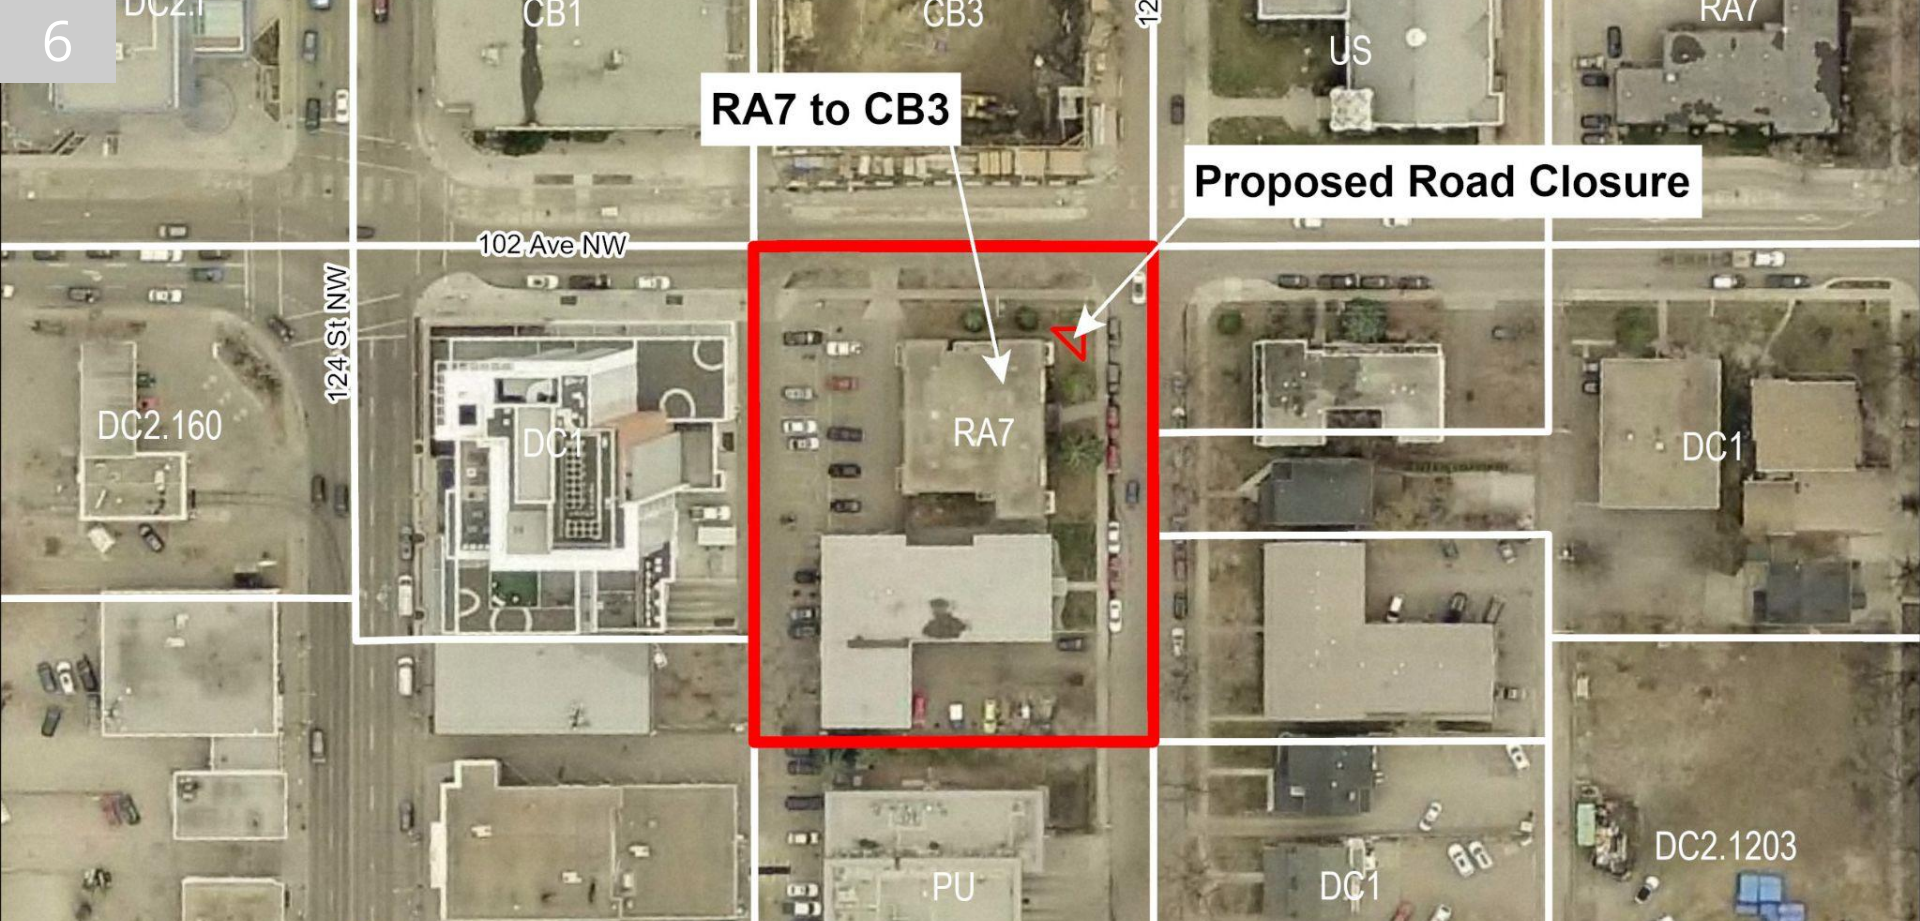 6
CB1
CB3
RA7
US
RA7 to CB3
Proposed Road Closure
102 Ave NW
124 St NW
DC2.160
DC1
RA7
DC1
DC2.1203
PU
DC1